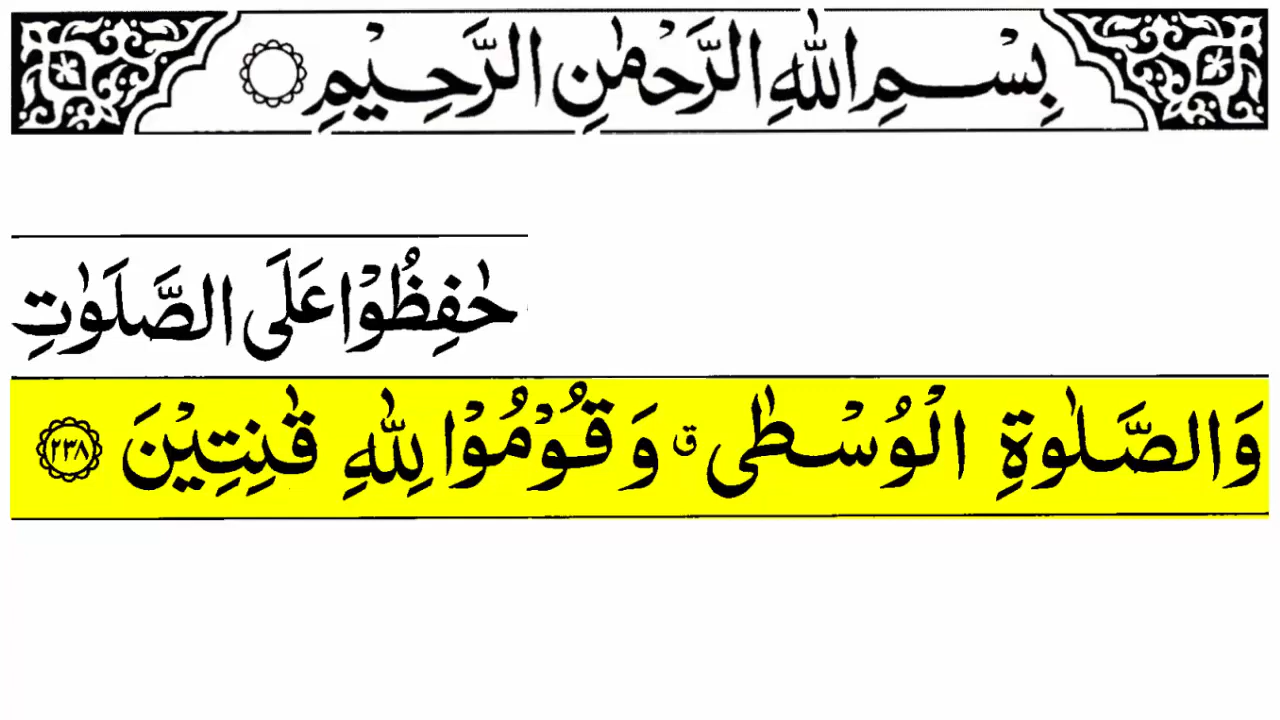 بِسْمِ اللّٰهِ الرَّحْمٰنِ الرَّحِيْمِ
حٰفِظُوْا عَلَى الصَّلَوٰتِ
وَالصَّلٰوةِ الْوُسْطٰى ق وَقُوْمُوْا لِلّٰهِ قٰنِتِيْنَ ٢٣٨